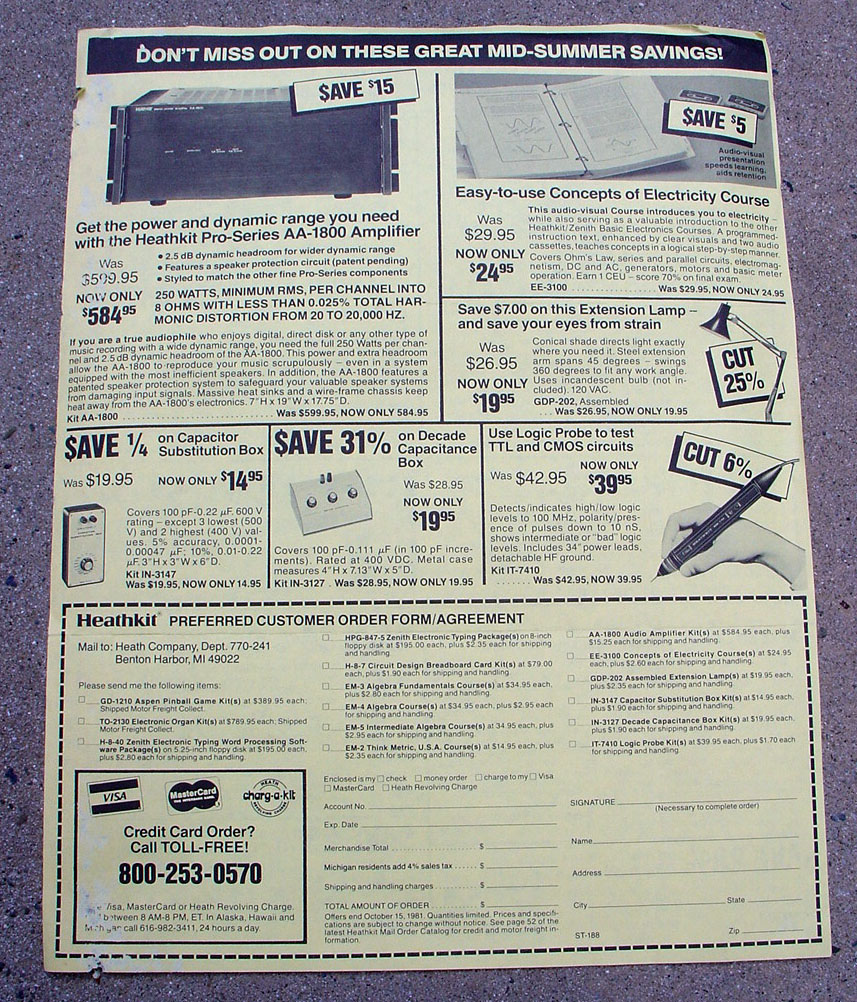 DON'T MISS OUT ON THESE GREAT MID-SUMMER SAVINGS!
$AVE $15
Get the power and dynamic range you need
with the Heathkit Pro-Series AA-1800 Amplifier
Was
$599.95
NOW ONLY
$584⁹⁵
• 2.5 dB dynamic headroom for wider dynamic range
• Features a speaker protection circuit (patent pending)
• Styled to match the other fine Pro-Series components
250 WATTS, MINIMUM RMS, PER CHANNEL INTO
8 OHMS WITH LESS THAN 0.025% TOTAL HAR-
MONIC DISTORTION FROM 20 TO 20,000 HZ.
If you are a true audiophile who enjoys digital, direct disk or any other type of
music recording with a wide dynamic range, you need the full 250 Watts per chan-
nel and 2.5 dB dynamic headroom of the AA-1800. This power and extra headroom
allow the AA-1800 to reproduce your music scrupulously – even in a system
equipped with the most inefficient speakers. In addition, the AA-1800 features a
patented speaker protection system to safeguard your valuable speaker systems
from damaging input signals. Massive heat sinks and a wire-frame chassis keep
heat away from the AA-1800's electronics. 7" H x 19" W x 17.75" D.
Kit AA-1800 . . . . . . . . . . Was $599.95, NOW ONLY 584.95
$AVE $5
Audio-visual
presentation
speeds learning,
aids retention
Easy-to-use Concepts of Electricity Course
Was
$29.95
NOW ONLY
$24⁹⁵
This audio-visual Course introduces you to electricity –
while also serving as a valuable introduction to the other
Heathkit/Zenith Basic Electronics Courses. A programmed-
instruction text, enhanced by clear visuals and two audio
cassettes, teaches concepts in a logical step-by-step manner.
Covers Ohm's Law, series and parallel circuits, electromag-
netism, DC and AC, generators, motors and basic meter
operation. Earn 1 CEU – score 70% on final exam.
EE-3100 . . . . . . . . . . Was $29.95, NOW ONLY 24.95
Save $7.00 on this Extension Lamp –
and save your eyes from strain
Was
$26.95
NOW ONLY
$19⁹⁵
Conical shade directs light exactly
where you need it. Steel extension
arm spans 45 degrees – swings
360 degrees to fit any work angle.
Uses incandescent bulb (not in-
cluded). 120 VAC.
GDP-202, Assembled
. . . . Was $26.95, NOW ONLY 19.95
CUT
25%
$AVE 1/4
on Capacitor
Substitution Box
Was $19.95 NOW ONLY $14⁹⁵
Covers 100 pF-0.22 µF. 600 V
rating – except 3 lowest (500
V) and 2 highest (400 V) val-
ues. 5% accuracy, 0.0001-
0.00047 µF; 10%, 0.01-0.22
µF. 3" H x 3" W x 6" D.
Kit IN-3147
Was $19.95, NOW ONLY 14.95
$AVE 31%
on Decade
Capacitance
Box
Was $28.95
NOW ONLY
$19⁹⁵
Covers 100 pF-0.111 µF (in 100 pF incre-
ments). Rated at 400 VDC. Metal case
measures 4" H x 7.13" W x 5" D.
Kit IN-3127 . Was $28.95, NOW ONLY 19.95
Use Logic Probe to test
TTL and CMOS circuits
Was $42.95
NOW ONLY
$39⁹⁵
CUT 6%
Detects/indicates high/low logic
levels to 100 MHz, polarity/pres-
ence of pulses down to 10 nS,
shows intermediate or "bad" logic
levels. Includes 34" power leads,
detachable HF ground.
Kit IT-7410
. . . . . . Was $42.95, NOW 39.95
Heathkit PREFERRED CUSTOMER ORDER FORM/AGREEMENT
Mail to: Heath Company, Dept. 770-241
Benton Harbor, MI 49022
Please send me the following items:
GD-1210 Aspen Pinball Game Kit(s) at $389.95 each;
Shipped Motor Freight Collect.
TO-2130 Electronic Organ Kit(s) at $789.95 each; Shipped
Motor Freight Collect.
H-8-40 Zenith Electronic Typing Word Processing Soft-
ware Package(s) on 5.25-inch floppy disk at $195.00 each,
plus $2.80 each for shipping and handling.
HPG-847-5 Zenith Electronic Typing Package(s) on 8-inch
floppy disk at $195.00 each, plus $2.35 each for shipping
and handling.
H-8-7 Circuit Design Breadboard Card Kit(s) at $79.00
each, plus $1.90 each for shipping and handling.
EM-3 Algebra Fundamentals Course(s) at $34.95 each,
plus $2.80 each for shipping and handling.
EM-4 Algebra Course(s) at $34.95 each, plus $2.95 each
for shipping and handling.
EM-5 Intermediate Algebra Course(s) at 34.95 each, plus
$2.95 each for shipping and handling.
EM-2 Think Metric, U.S.A. Course(s) at $14.95 each, plus
$2.35 each for shipping and handling.
AA-1800 Audio Amplifier Kit(s) at $584.95 each, plus
$15.25 each for shipping and handling.
EE-3100 Concepts of Electricity Course(s) at $24.95
each, plus $2.60 each for shipping and handling.
GDP-202 Assembled Extension Lamp(s) at $19.95 each,
plus $2.35 each for shipping and handling.
IN-3147 Capacitor Substitution Box Kit(s) at $14.95 each,
plus $1.90 each for shipping and handling.
IN-3127 Decade Capacitance Box Kit(s) at $19.95 each,
plus $1.90 each for shipping and handling.
IT-7410 Logic Probe Kit(s) at $39.95 each, plus $1.70 each
for shipping and handling.
VISA MasterCard HEATH charg-a-kit REVOLVING CHARGE
Credit Card Order?
Call TOLL-FREE!
800-253-0570
Visa, MasterCard or Heath Revolving Charge.
between 8 AM-8 PM, ET. In Alaska, Hawaii and
Michigan call 616-982-3411, 24 hours a day.
Enclosed is my □ check □ money order □ charge to my □ Visa
□ MasterCard □ Heath Revolving Charge
Account No.
Exp. Date
Merchandise Total . . . . . . . . . . $
Michigan residents add 4% sales tax . . . . . $
Shipping and handling charges . . . . . . $
TOTAL AMOUNT OF ORDER . . . . . . . $
Offers end October 15, 1981. Quantities limited. Prices and specifi-
cations are subject to change without notice. See page 52 of the
latest Heathkit Mail Order Catalog for credit and motor freight in-
formation.
SIGNATURE
(Necessary to complete order)
Name
Address
City State
ST-188 Zip